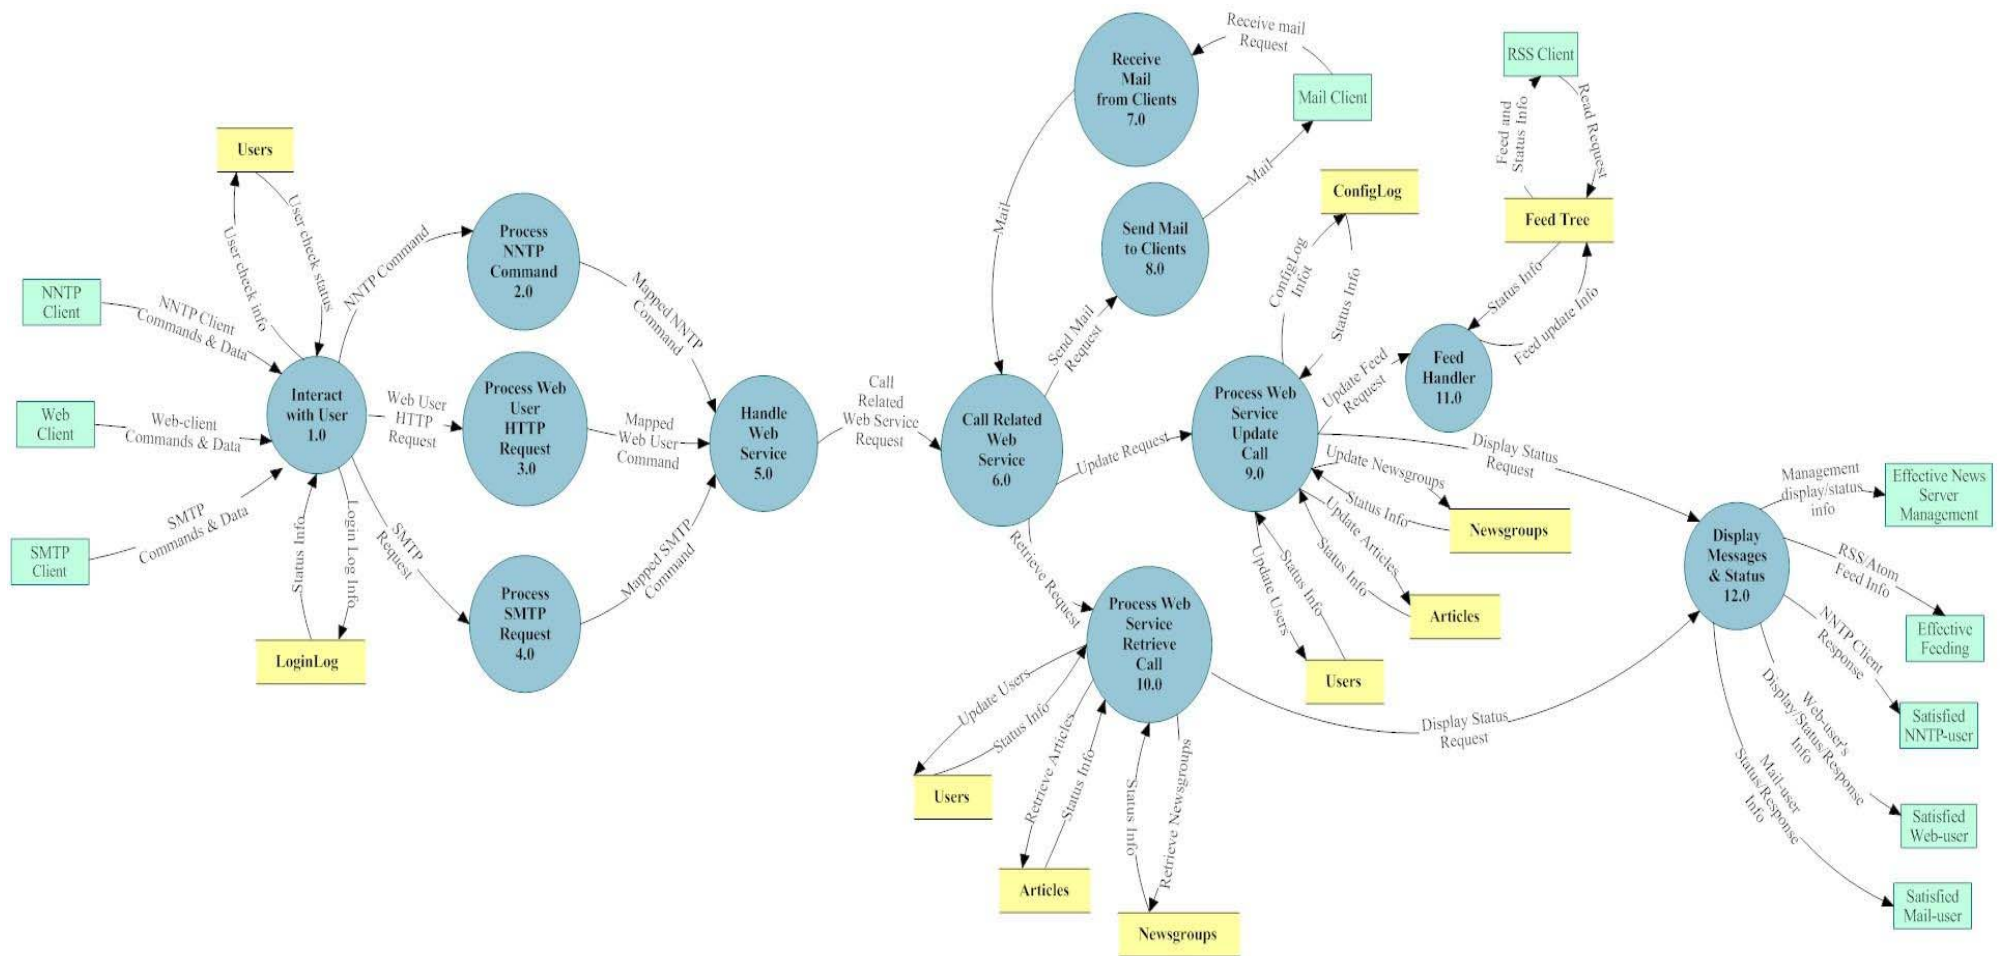 Users
User check info
User check status
NNTP
Client
NNTP Client
Commands & Data
Web
Client
Web-client
Commands & Data
SMTP
Client
SMTP
Commands & Data
Interact
with User
1.0
Status Info
Login Log Info
LoginLog
NNTP Command
Web User
HTTP
Request
SMTP
Request
Process
NNTP
Command
2.0
Process Web
User
HTTP
Request
3.0
Process
SMTP
Request
4.0
Mapped NNTP
Command
Mapped
Web User
Command
Mapped SMTP
Command
Handle
Web
Service
5.0
Call
Related
Web Service
Request
Call Related
Web
Service
6.0
Mail
Receive
Mail
from Clients
7.0
Receive mail
Request
Mail Client
Mail
Send Mail
to Clients
8.0
Send Mail
Request
Update Request
Retrieve Request
Process Web
Service
Update
Call
9.0
ConfigLog
ConfigLog
Infot
Status Info
Update Feed
Request
Feed
Handler
11.0
RSS Client
Feed and
Status Info
Read Request
Feed Tree
Status Info
Feed update Info
Display Status
Request
Update Newsgroups
Status Info
Newsgroups
Update Articles
Status Info
Articles
Update Users
Status Info
Users
Process Web
Service
Retrieve
Call
10.0
Update Users
Status Info
Users
Retrieve Articles
Status Info
Articles
Status Info
Retrieve Newsgroups
Newsgroups
Display Status
Request
Display
Messages
& Status
12.0
Management
display/status
info
Effective News
Server
Management
RSS/Atom
Feed Info
Effective
Feeding
NNTP Client
Response
Satisfied
NNTP-user
Web-user's
Display/Status/Response
Info
Satisfied
Web-user
Mail-user
Status/Response
Info
Satisfied
Mail-user